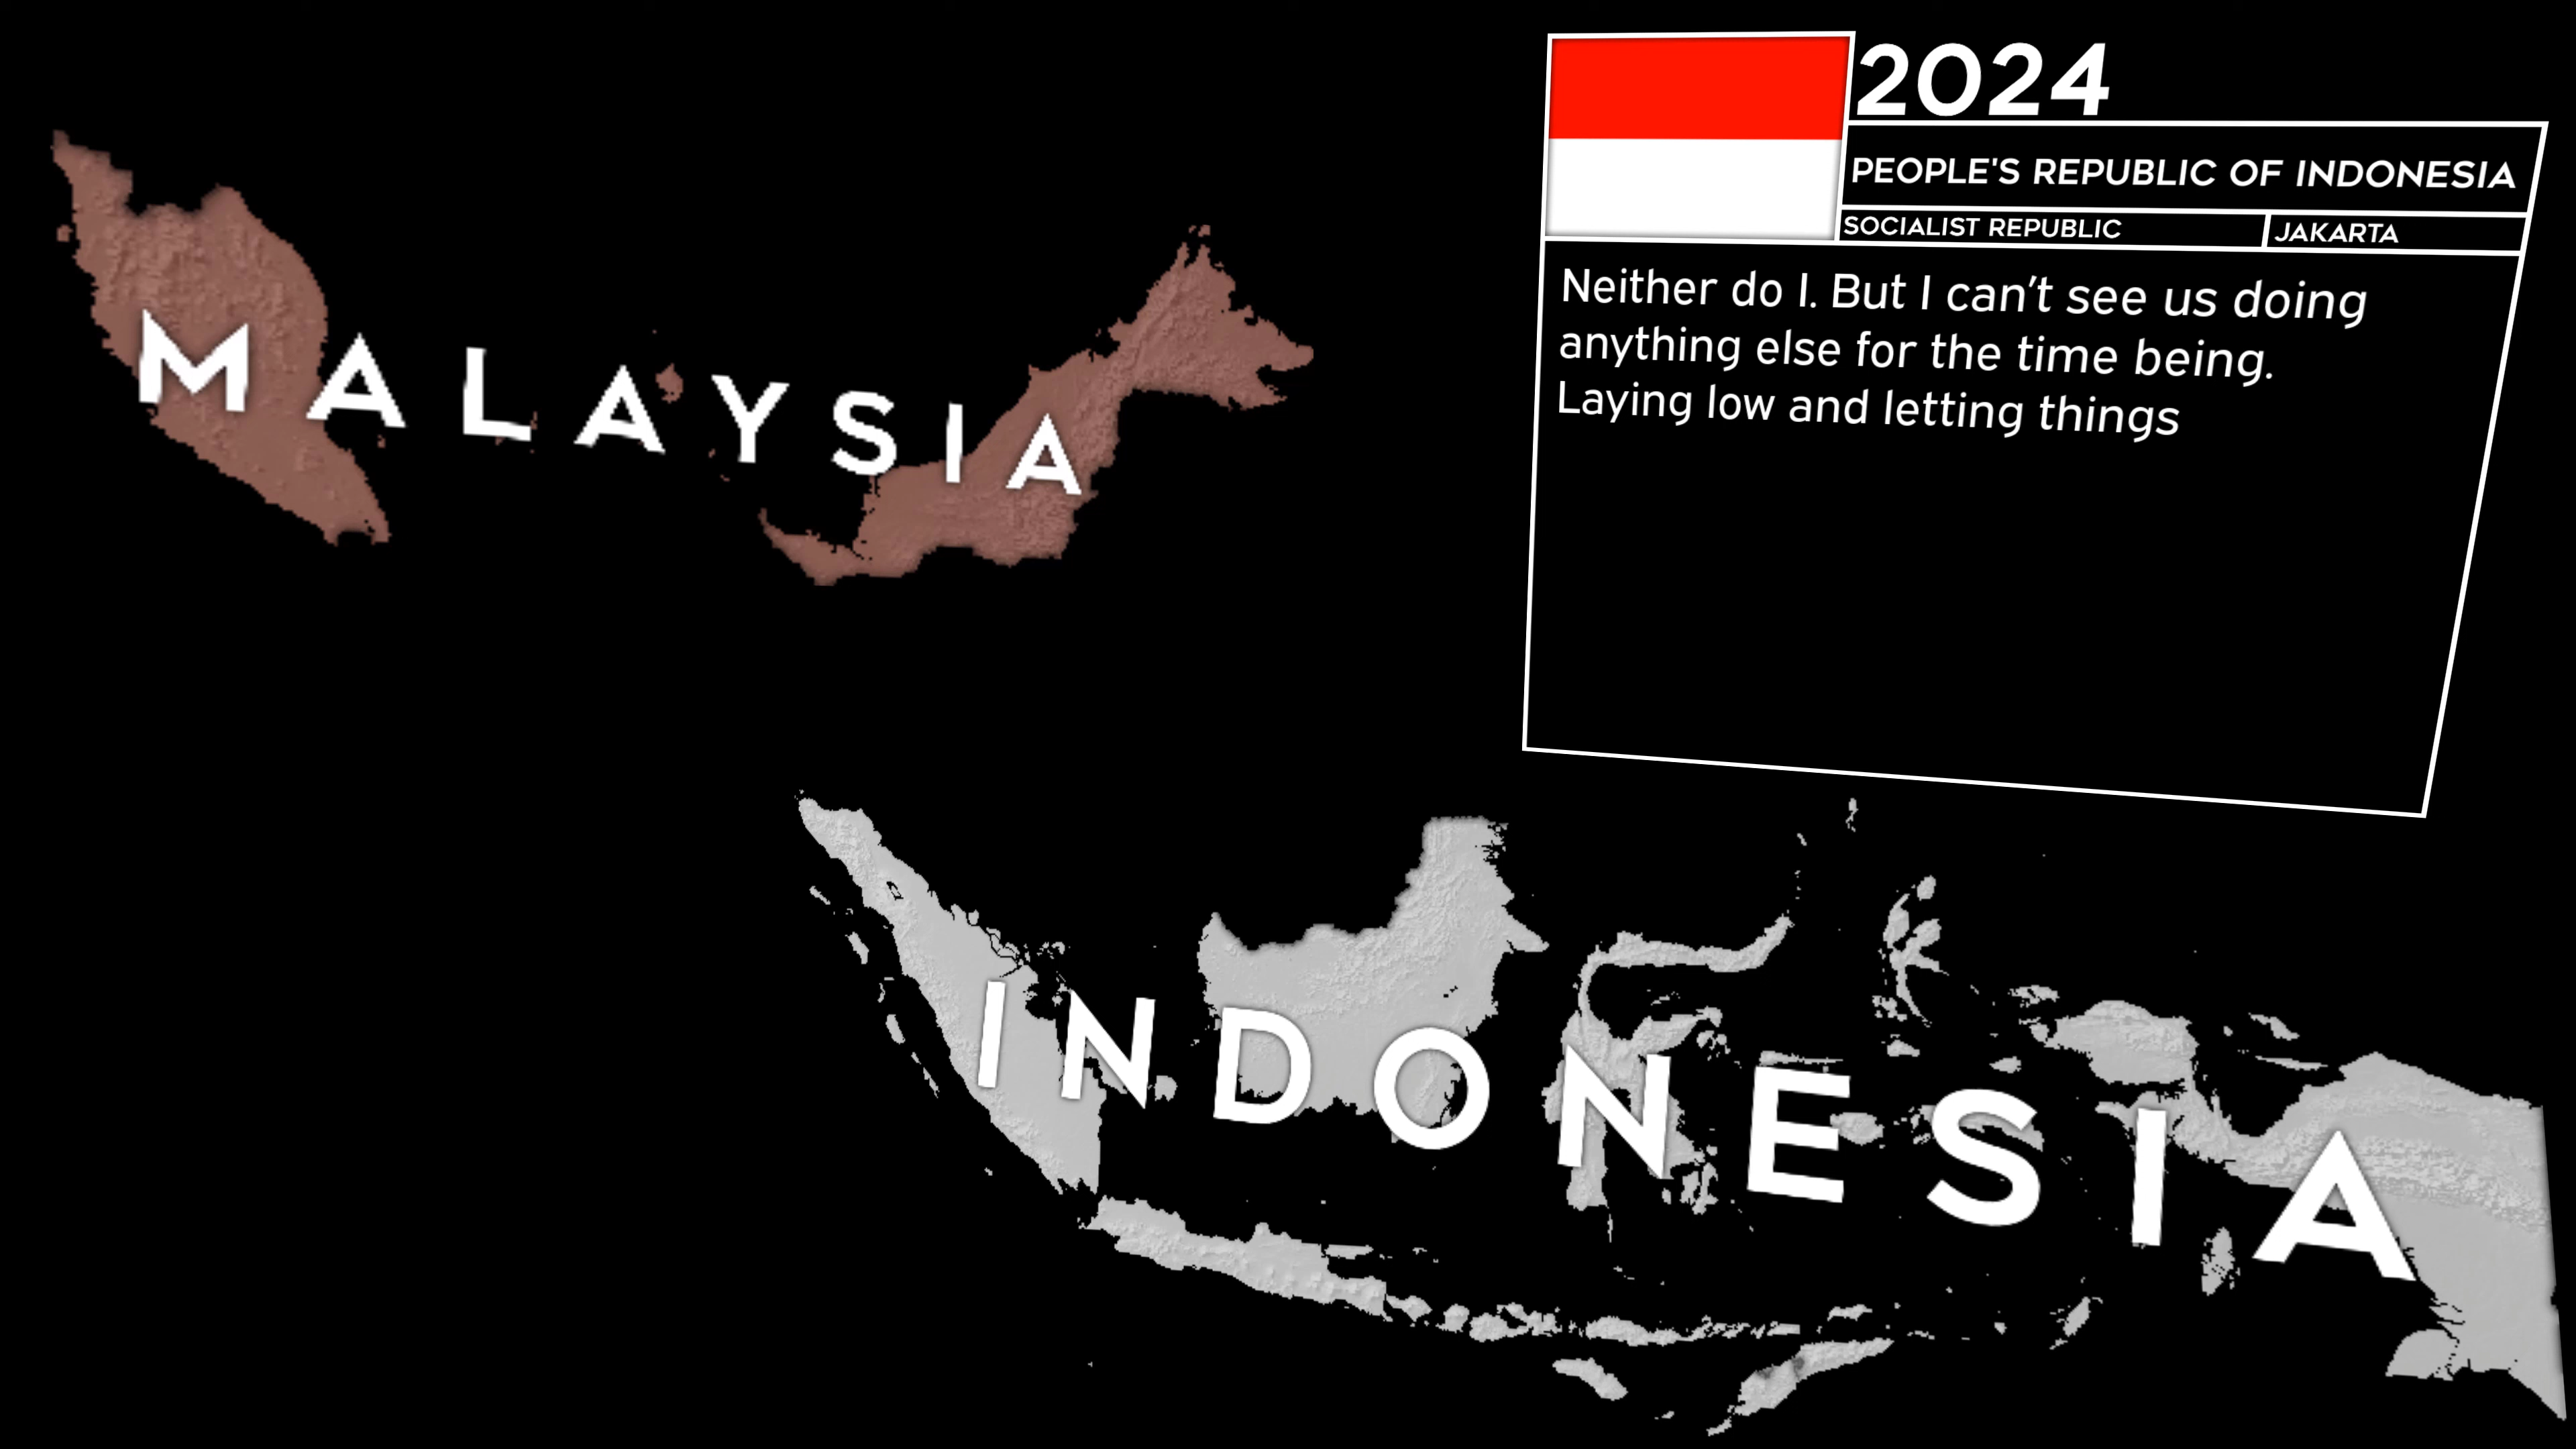 2024
PEOPLE'S REPUBLIC OF INDONESIA
SOCIALIST REPUBLIC
JAKARTA
Neither do I. But I can't see us doing
anything else for the time being.
Laying low and letting things
MALAYSIA
INDONESIA